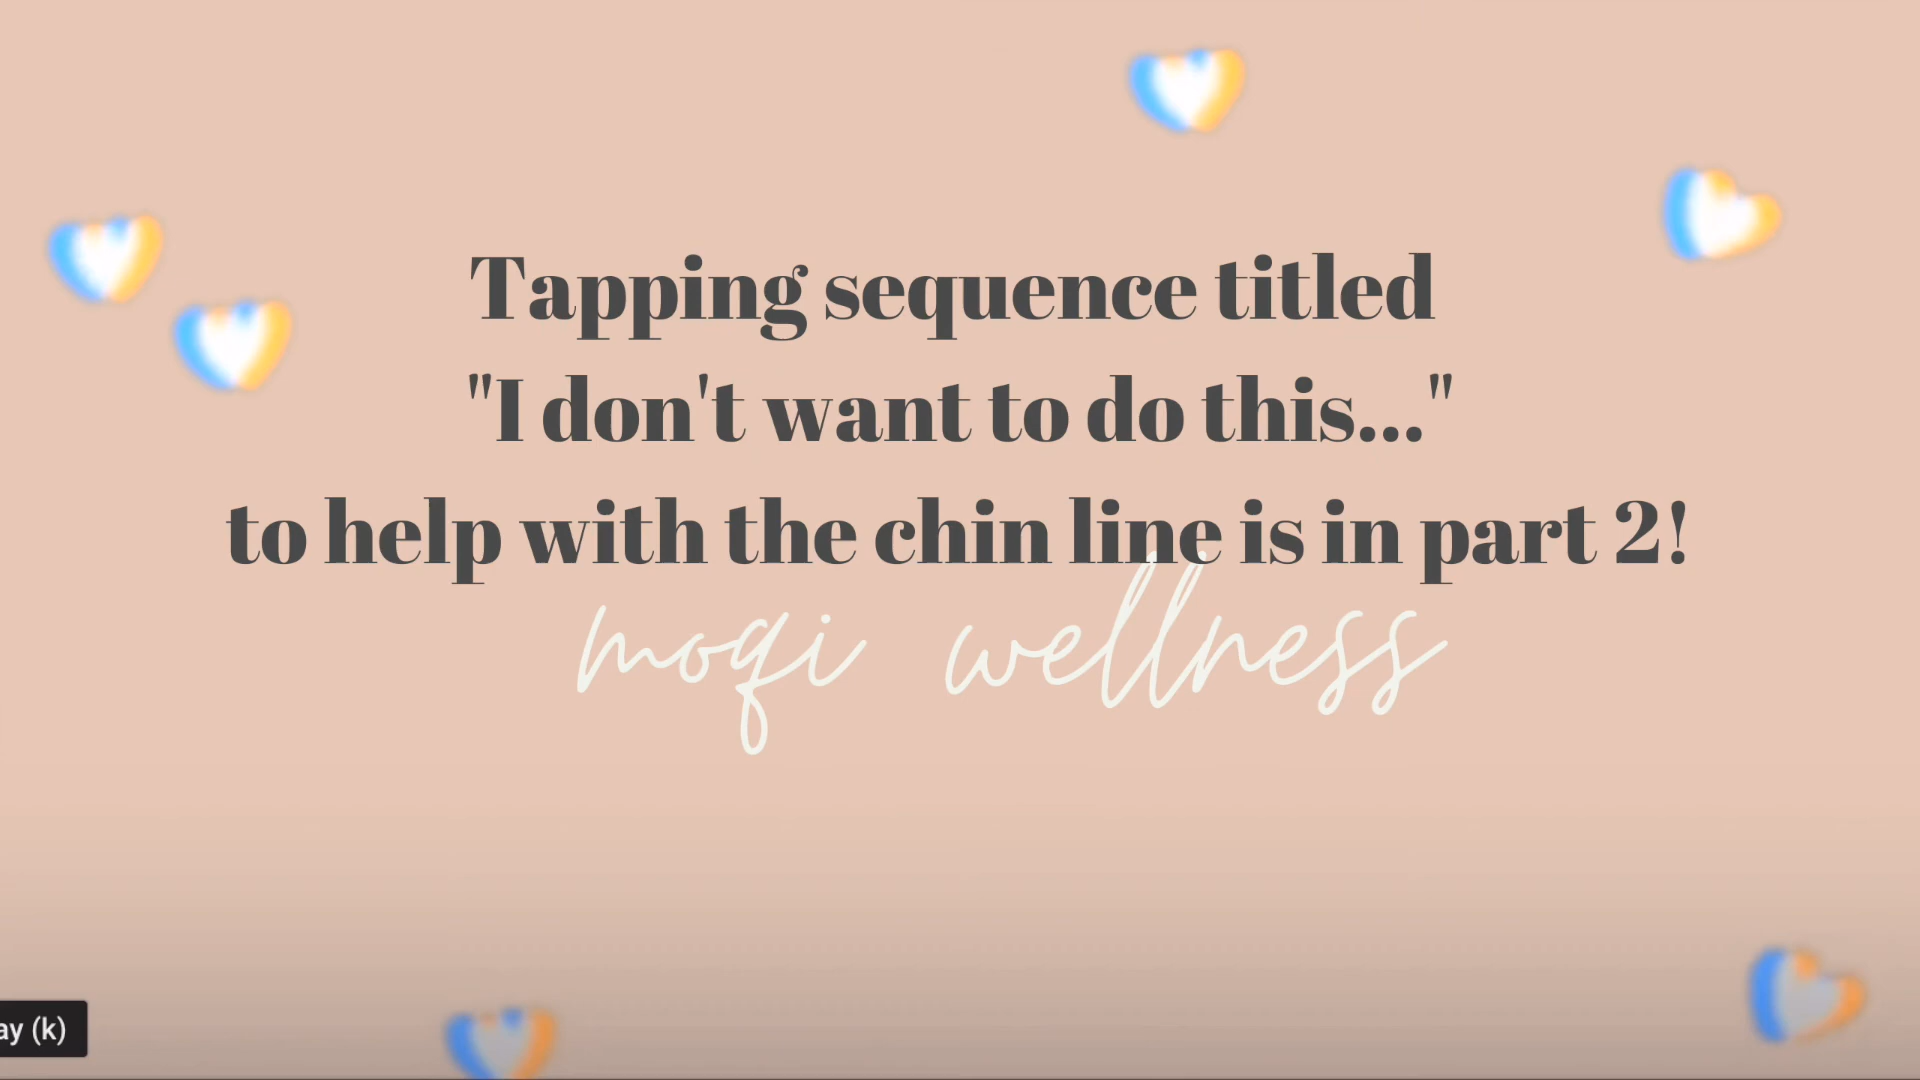 Tapping sequence titled
"I don't want to do this..."
to help with the chin line is in part 2!
moqi wellness
ay (k)